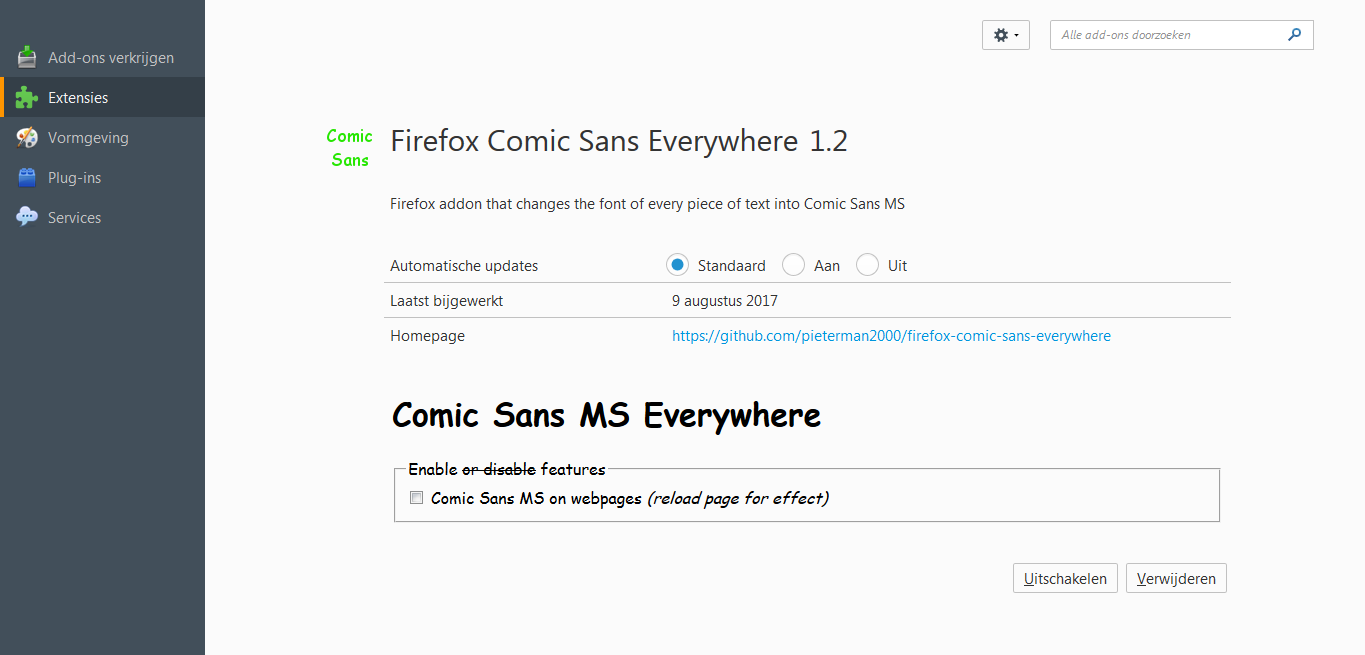 Add-ons verkrijgen
Extensies
Vormgeving
Plug-ins
Services
Alle add-ons doorzoeken
Comic
Sans
Firefox Comic Sans Everywhere 1.2
Firefox addon that changes the font of every piece of text into Comic Sans MS
Automatische updates Standaard Aan Uit
Laatst bijgewerkt 9 augustus 2017
Homepage https://github.com/pieterman2000/firefox-comic-sans-everywhere
Comic Sans MS Everywhere
Enable or disable features
Comic Sans MS on webpages (reload page for effect)
Uitschakelen Verwijderen